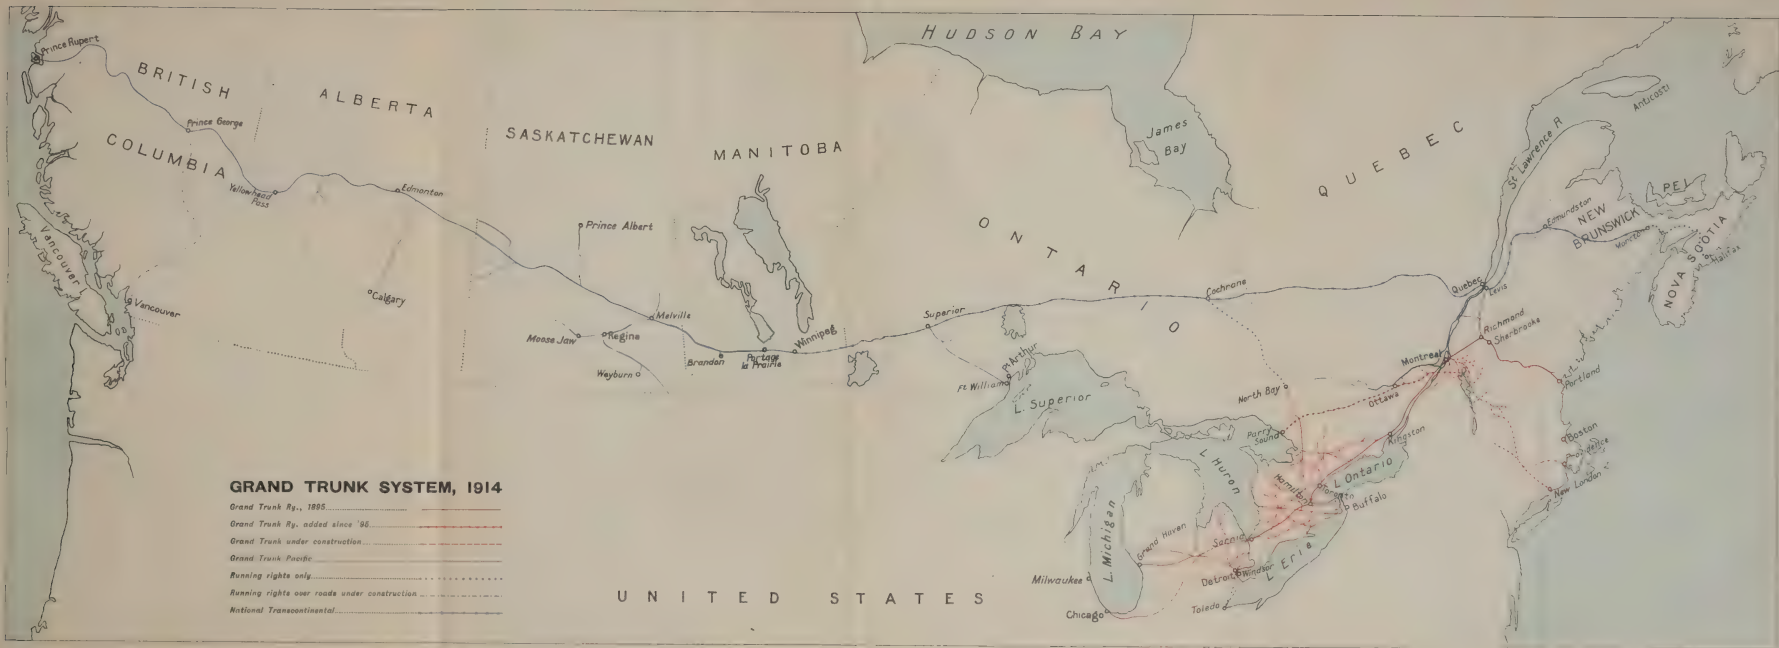 HUDSON BAY
Prince Rupert
BRITISH
COLUMBIA
ALBERTA
SASKATCHEWAN
MANITOBA
ONTARIO
QUEBEC
James
Bay
Anticosti
St Lawrence R
P.E.I.
NEW
BRUNSWICK
NOVA SCOTIA
Halifax
Moncton
Edmundston
Prince George
Yellowhead
Pass
Edmonton
Prince Albert
Calgary
Vancouver
Vancouver
Moose Jaw
Regina
Melville
Weyburn
Brandon
Portage
la Prairie
Winnipeg
Superior
Pt Arthur
Ft William
L. Superior
Cochrane
North Bay
Parry
Sound
Ottawa
Montreal
Quebec
Levis
Richmond
Sherbrooke
Portland
Boston
Providence
New London
Kingston
L Ontario
Toronto
Hamilton
Buffalo
L Huron
L. Michigan
Grand Haven
Sarnia
Detroit
Windsor
L Erie
Toledo
Milwaukee
Chicago
UNITED STATES
GRAND TRUNK SYSTEM, 1914
Grand Trunk Ry., 1895
Grand Trunk Ry. added since '95
Grand Trunk under construction
Grand Trunk Pacific
Running rights only
Running rights over roads under construction
National Transcontinental